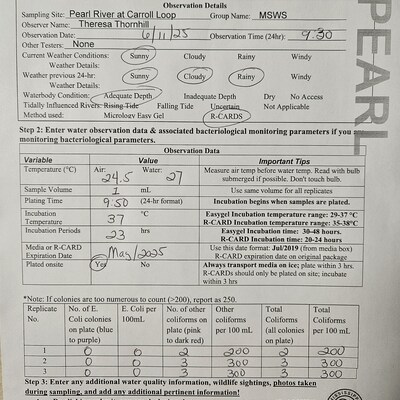 Observation Details
Sampling Site: Pearl River at Carroll Loop Group Name: MSWS
Observer Name: Theresa Thornhill
Observation Date: 6/11/25 Observation Time (24hr): 9:30
Other Testers: None
Current Weather Conditions: Sunny Cloudy Rainy Windy
Weather Details:
Weather previous 24-hr: Sunny Cloudy Rainy Windy
Weather Details:
Waterbody Condition: Adequate Depth Inadequate Depth Dry No Access
Tidally Influenced Rivers: Rising Tide Falling Tide Uncertain Not Applicable
Method used: Micrology Easy Gel R-CARDS
PEARL
Step 2: Enter water observation data & associated bacteriological monitoring parameters if you
monitoring bacteriological parameters.
Observation Data
Variable Value Important Tips
Temperature (°C) Air: 24.5 Water: 27 Measure air temp before water temp. Read with bulb
submerged if possible. Don't touch bulb.
Sample Volume 1 mL Use same volume for all replicates
Plating Time 9:50 (24-hr format) Incubation begins when samples are plated.
Incubation Temperature 37 °C Easygel Incubation temperature range: 29-37 °C
R-CARD Incubation temperature range: 35-38°C
Incubation Periods 23 hrs Easygel Incubation time: 30-48 hours.
R-CARD Incubation time: 20-24 hours
Media or R-CARD Expiration Date May/2025 Use this date format: Jul/2019 (from media box)
R-CARD expiration date on original package
Plated onsite Yes No Always transport media on ice; plate within 3 hrs.
R-CARDs should only be plated on site; incubate
within 3 hrs.
*Note: If colonies are too numerous to count (>200), report as 250.
Replicate No. No. of E. Coli colonies on plate (blue to purple) E. Coli per 100mL No. of other coliforms on plate (pink to dark red) Other coliforms per 100 mL Total Coliforms (all colonies on plate) Total Coliforms per 100 mL
1 0 0 2 200 2 200
2 0 0 3 300 3 300
3 0 0 3 300 3 300
Step 3: Enter any additional water quality information, wildlife sightings, photos taken
during sampling, and add any additional pertinent information!